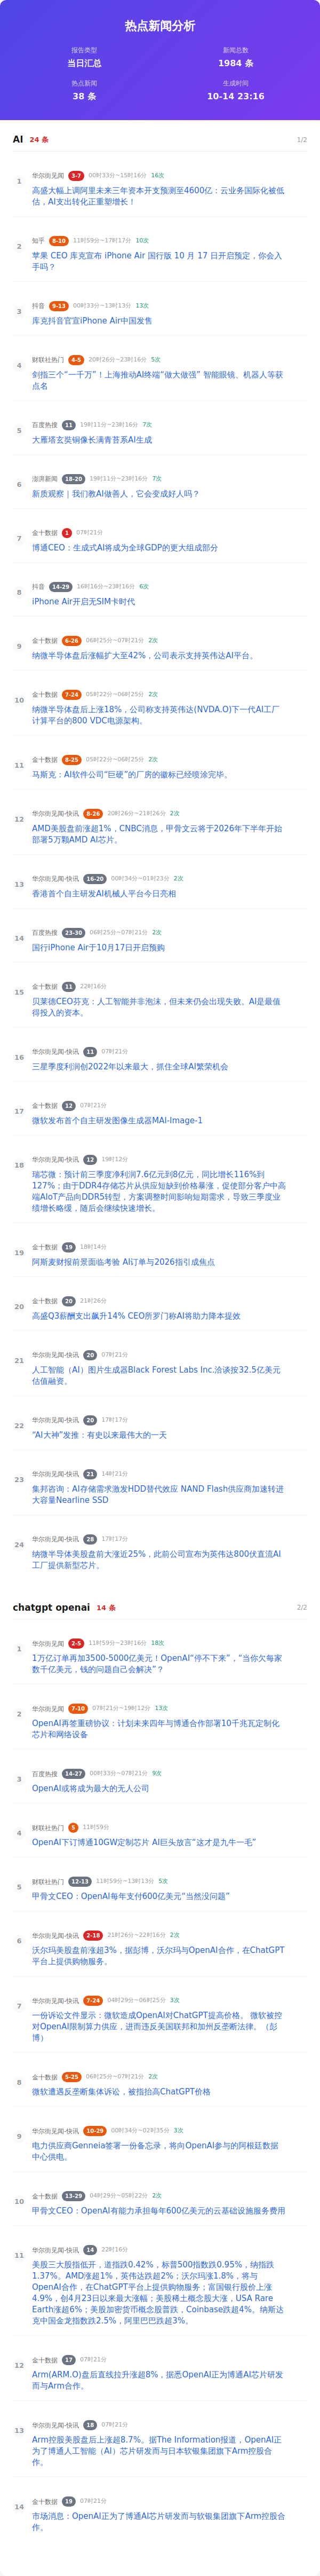 热点新闻分析
报告类型
新闻总数
当日汇总
1984 条
热点新闻
生成时间
38 条
10-14 23:16
AI 24 条
1/2
1
华尔街见闻 3-7 00时33分~15时16分 16次
高盛大幅上调阿里未来三年资本开支预测至4600亿：云业务国际化被低
估，AI支出转化正重塑增长！
2
知乎 8-10 11时59分~17时17分 10次
苹果 CEO 库克宣布 iPhone Air 国行版 10 月 17 日开启预定，你会入
手吗？
3
抖音 9-13 00时33分~13时13分 13次
库克抖音官宣iPhone Air中国发售
4
财联社热门 4-5 20时26分~23时16分 5次
剑指三个“一千万”！上海推动AI终端“做大做强” 智能眼镜、机器人等获
点名
5
百度热搜 11 19时11分~23时16分 7次
大雁塔玄奘铜像长满青苔系AI生成
6
澎湃新闻 18-20 19时11分~23时16分 7次
新质观察｜我们教AI做善人，它会变成好人吗？
7
金十数据 1 07时21分
博通CEO：生成式AI将成为全球GDP的更大组成部分
8
抖音 14-29 16时16分~23时16分 6次
iPhone Air开启无SIM卡时代
9
金十数据 6-26 06时25分~07时21分 2次
纳微半导体盘后涨幅扩大至42%，公司表示支持英伟达AI平台。
10
金十数据 7-24 05时22分~06时25分 2次
纳微半导体盘后上涨18%，公司称支持英伟达(NVDA.O)下一代AI工厂
计算平台的800 VDC电源架构。
11
金十数据 8-25 05时22分~06时25分 2次
马斯克：AI软件公司“巨硬”的厂房的徽标已经喷涂完毕。
12
华尔街见闻-快讯 8-26 20时26分~21时26分 2次
AMD美股盘前涨超1%，CNBC消息，甲骨文云将于2026年下半年开始
部署5万颗AMD AI芯片。
13
华尔街见闻-快讯 16-20 00时34分~01时23分 2次
香港首个自主研发AI机械人平台今日亮相
14
百度热搜 23-30 06时25分~07时21分 2次
国行iPhone Air于10月17日开启预购
15
金十数据 11 22时16分
贝莱德CEO芬克：人工智能并非泡沫，但未来仍会出现失败。AI是最值
得投入的资本。
16
华尔街见闻-快讯 11 07时21分
三星季度利润创2022年以来最大，抓住全球AI繁荣机会
17
金十数据 12 07时21分
微软发布首个自主研发图像生成器MAI-Image-1
18
华尔街见闻-快讯 12 19时12分
瑞芯微：预计前三季度净利润7.6亿元到8亿元，同比增长116%到
127%；由于DDR4存储芯片从供应短缺到价格暴涨，促使部分客户中高
端AIoT产品向DDR5转型，方案调整时间影响短期需求，导致三季度业
绩增长略缓，随后会继续快速增长。
19
金十数据 19 18时14分
阿斯麦财报前景面临考验 AI订单与2026指引成焦点
20
金十数据 20 21时26分
高盛Q3薪酬支出飙升14% CEO所罗门称AI将助力降本提效
21
华尔街见闻-快讯 20 07时21分
人工智能（AI）图片生成器Black Forest Labs Inc.洽谈按32.5亿美元
估值融资。
22
华尔街见闻-快讯 20 17时17分
“AI大神”发推：有史以来最伟大的一天
23
华尔街见闻-快讯 21 14时21分
集邦咨询：AI存储需求激发HDD替代效应 NAND Flash供应商加速转进
大容量Nearline SSD
24
华尔街见闻-快讯 28 17时17分
纳微半导体美股盘前大涨近25%，此前公司宣布为英伟达800伏直流AI
工厂提供新型芯片。
chatgpt openai 14 条
2/2
1
华尔街见闻 2-5 11时59分~23时16分 18次
1万亿订单再加3500-5000亿美元！OpenAI“停不下来”，“当你欠每家
数千亿美元，钱的问题自己会解决”？
2
华尔街见闻 7-10 07时21分~19时12分 13次
OpenAI再签重磅协议：计划未来四年与博通合作部署10千兆瓦定制化
芯片和网络设备
3
百度热搜 14-27 00时33分~07时21分 9次
OpenAI或将成为最大的无人公司
4
财联社热门 5 11时59分
OpenAI下订博通10GW定制芯片 AI巨头放言“这才是九牛一毛”
5
财联社热门 12-13 11时59分~13时13分 5次
甲骨文CEO：OpenAI每年支付600亿美元“当然没问题”
6
华尔街见闻-快讯 2-18 21时26分~22时16分 2次
沃尔玛美股盘前涨超3%，据彭博，沃尔玛与OpenAI合作，在ChatGPT
平台上提供购物服务。
7
华尔街见闻-快讯 7-24 04时29分~06时25分 3次
一份诉讼文件显示：微软造成OpenAI对ChatGPT提高价格。 微软被控
对OpenAI限制算力供应，进而违反美国联邦和加州反垄断法律。（彭
博）
8
金十数据 5-25 06时25分~07时21分 2次
微软遭遇反垄断集体诉讼，被指抬高ChatGPT价格
9
华尔街见闻-快讯 10-29 00时34分~02时35分 3次
电力供应商Genneia签署一份备忘录，将向OpenAI参与的阿根廷数据
中心供电。
10
金十数据 13-29 04时29分~05时22分 2次
甲骨文CEO：OpenAI有能力承担每年600亿美元的云基础设施服务费用
11
华尔街见闻-快讯 14 22时16分
美股三大股指低开，道指跌0.42%，标普500指数跌0.95%，纳指跌
1.37%。AMD涨超1%，英伟达跌超2%；沃尔玛涨1.8%，将与
OpenAI合作，在ChatGPT平台上提供购物服务；富国银行股价上涨
4.9%，创4月23日以来最大涨幅；美股稀土概念股大涨，USA Rare
Earth涨超6%；美股加密货币概念股普跌，Coinbase跌超4%。纳斯达
克中国金龙指数跌2.5%，阿里巴巴跌超3%。
12
金十数据 17 07时21分
Arm(ARM.O)盘后直线拉升涨超8%，据悉OpenAI正为博通AI芯片研发
而与Arm合作。
13
华尔街见闻-快讯 18 07时21分
Arm控股美股盘后上涨超8.7%。据The Information报道，OpenAI正
为了博通人工智能（AI）芯片研发而与日本软银集团旗下Arm控股合
作。
14
金十数据 19 07时21分
市场消息：OpenAI正为了博通AI芯片研发而与软银集团旗下Arm控股合
作。